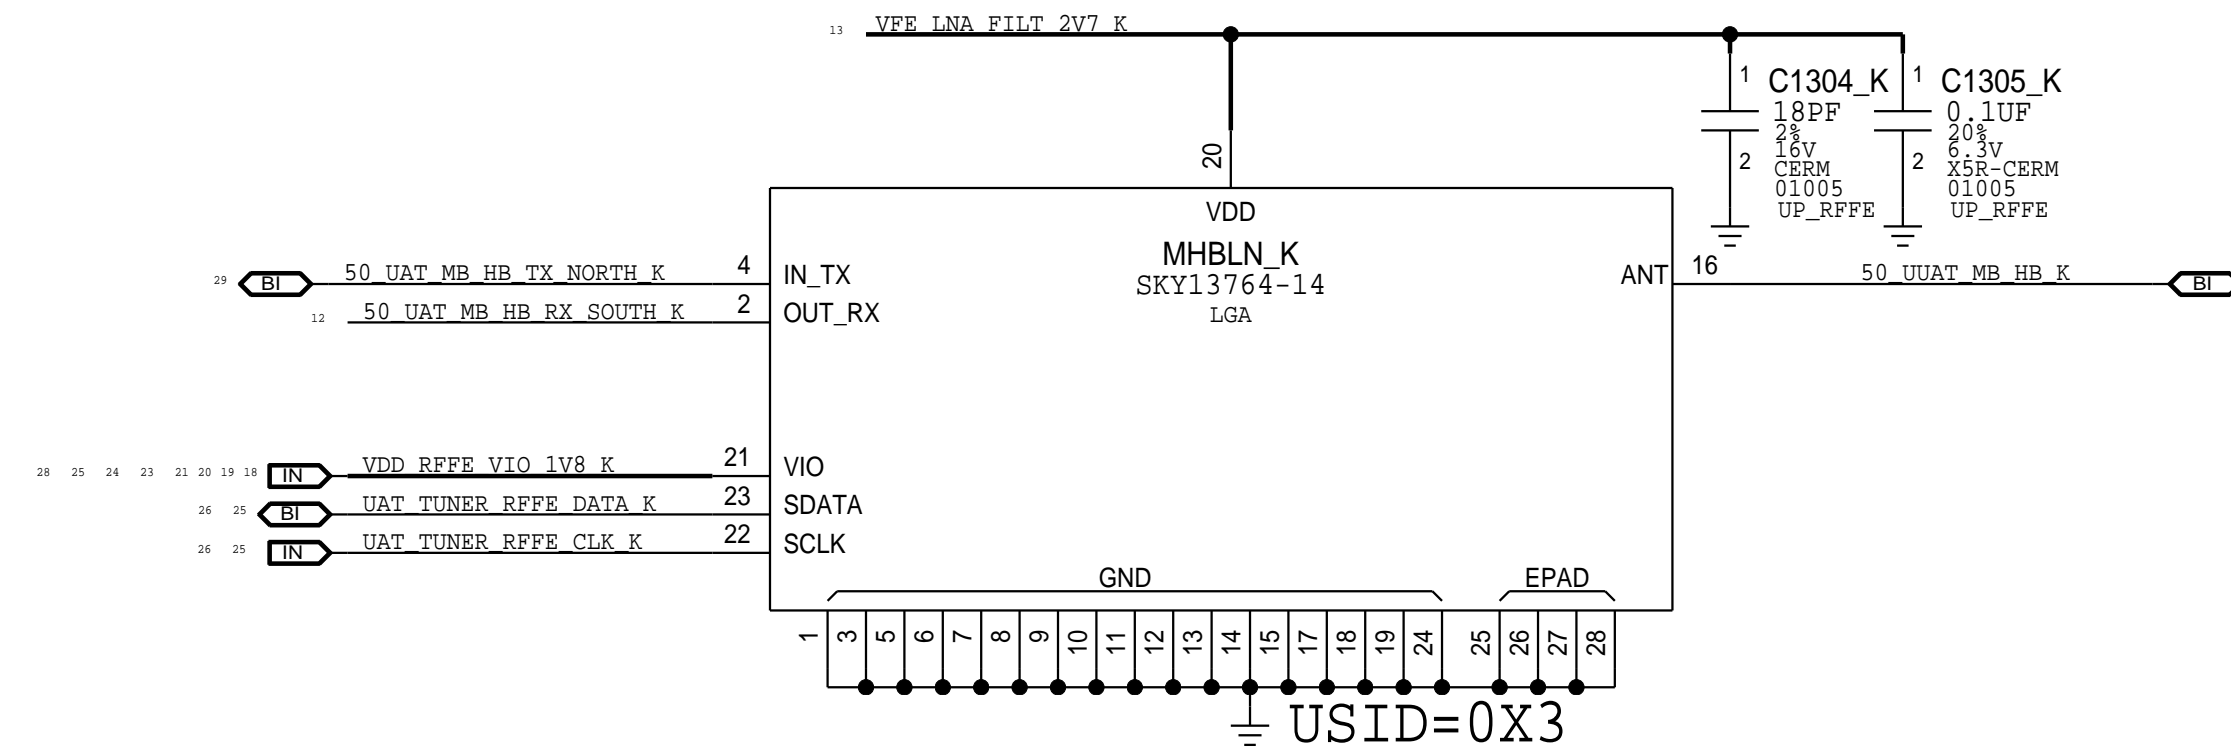 13 VFE_LNA_FILT_2V7_K
1 C1304_K 1 C1305_K
18PF 0.1UF
2% 20%
16V 6.3V
2 CERM 2 X5R-CERM
01005 01005
UP_RFFE UP_RFFE
20
VDD
MHBLN_K
SKY13764-14
LGA
29 BI 50_UAT_MB_HB_TX_NORTH_K 4 IN_TX
12 50_UAT_MB_HB_RX_SOUTH_K 2 OUT_RX
ANT 16 50_UUAT_MB_HB_K BI
28 25 24 23 21 20 19 18 IN VDD_RFFE_VIO_1V8_K 21 VIO
26 25 BI UAT_TUNER_RFFE_DATA_K 23 SDATA
26 25 IN UAT_TUNER_RFFE_CLK_K 22 SCLK
GND EPAD
1 3 5 6 7 8 9 10 11 12 13 14 15 17 18 19 24 25 26 27 28
USID=0X3